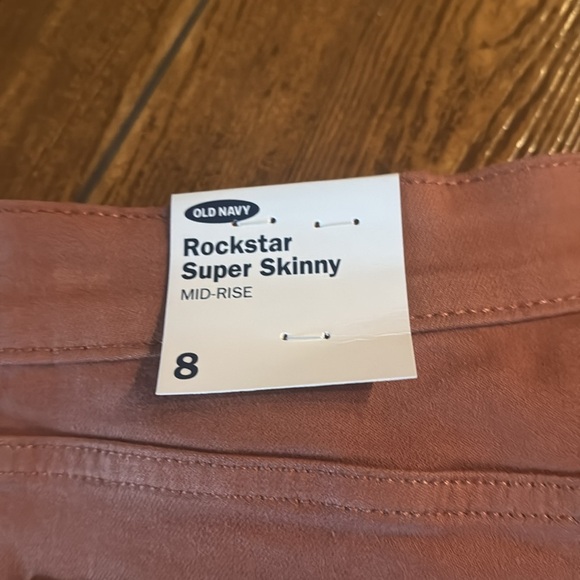 OLD NAVY
Rockstar
Super Skinny
MID-RISE
8